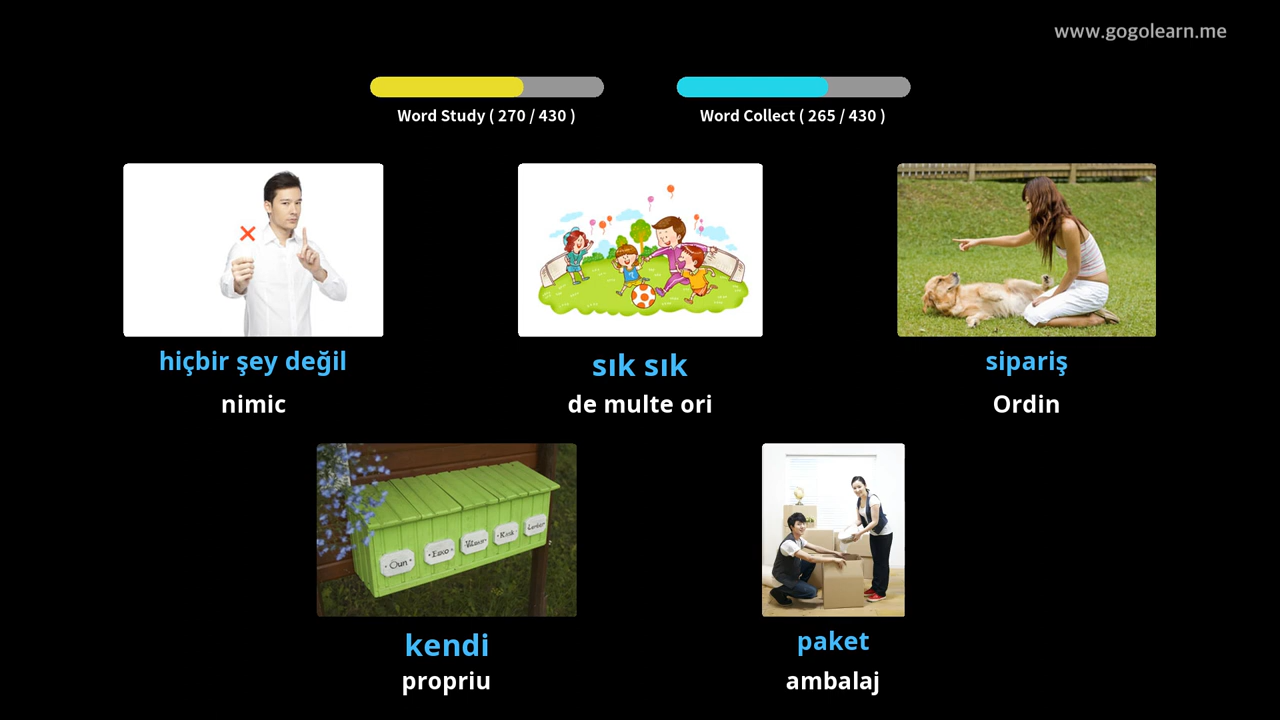 www.gogolearn.me
Word Study ( 270 / 430 )
Word Collect ( 265 / 430 )
hiçbir şey değil
sık sık
sipariş
nimic
de multe ori
Ordin
kendi
paket
propriu
ambalaj